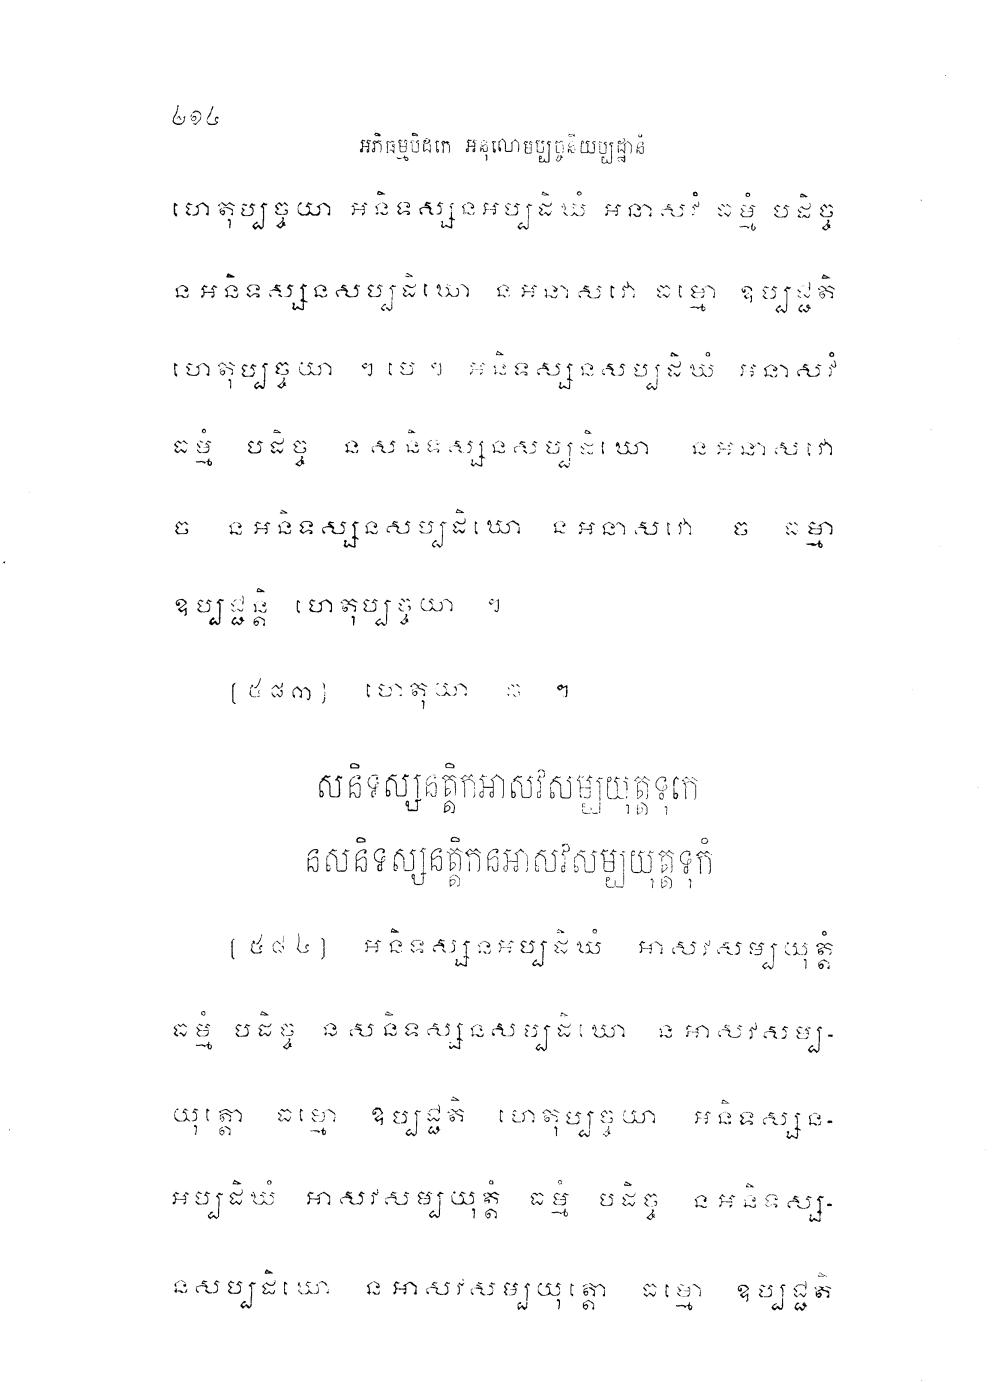 ៤១៤
អភិធម្មបិដកេ អនុលោមប្បច្ចនីយប្បដ្ឋានំ
ហេតុប្បច្ចយា អនិទស្សនអប្បដិឃំ អនាសវំ ធម្មំ បដិច្ច
នអនិទស្សនសប្បដិឃោ នអនាសវោ ធម្មោ ឧប្បជ្ជតិ
ហេតុប្បច្ចយា ។ បេ ។ អនិទស្សនសប្បដិឃំ អនាសវំ
ធម្មំ បដិច្ច នសនិទស្សនសប្បដិឃោ នអនាសវោ
ច នអនិទស្សនសប្បដិឃោ នអនាសវោ ច ធម្មា
ឧប្បជ្ជន្តិ ហេតុប្បច្ចយា ។
[៥៨៣] ហេតុយា ៣ ។
សនិទស្សនត្តិកអាសវសម្បយុត្តទុកេ
នសនិទស្សនត្តិកនអាសវសម្បយុត្តទុកំ
[៥៨៤] អនិទស្សនអប្បដិឃំ អាសវសម្បយុត្តំ
ធម្មំ បដិច្ច នសនិទស្សនសប្បដិឃោ នអាសវសម្ប-
យុត្តោ ធម្មោ ឧប្បជ្ជតិ ហេតុប្បច្ចយា អនិទស្សន-
អប្បដិឃំ អាសវសម្បយុត្តំ ធម្មំ បដិច្ច នអនិទស្ស-
នសប្បដិឃោ នអាសវសម្បយុត្តោ ធម្មោ ឧប្បជ្ជតិ